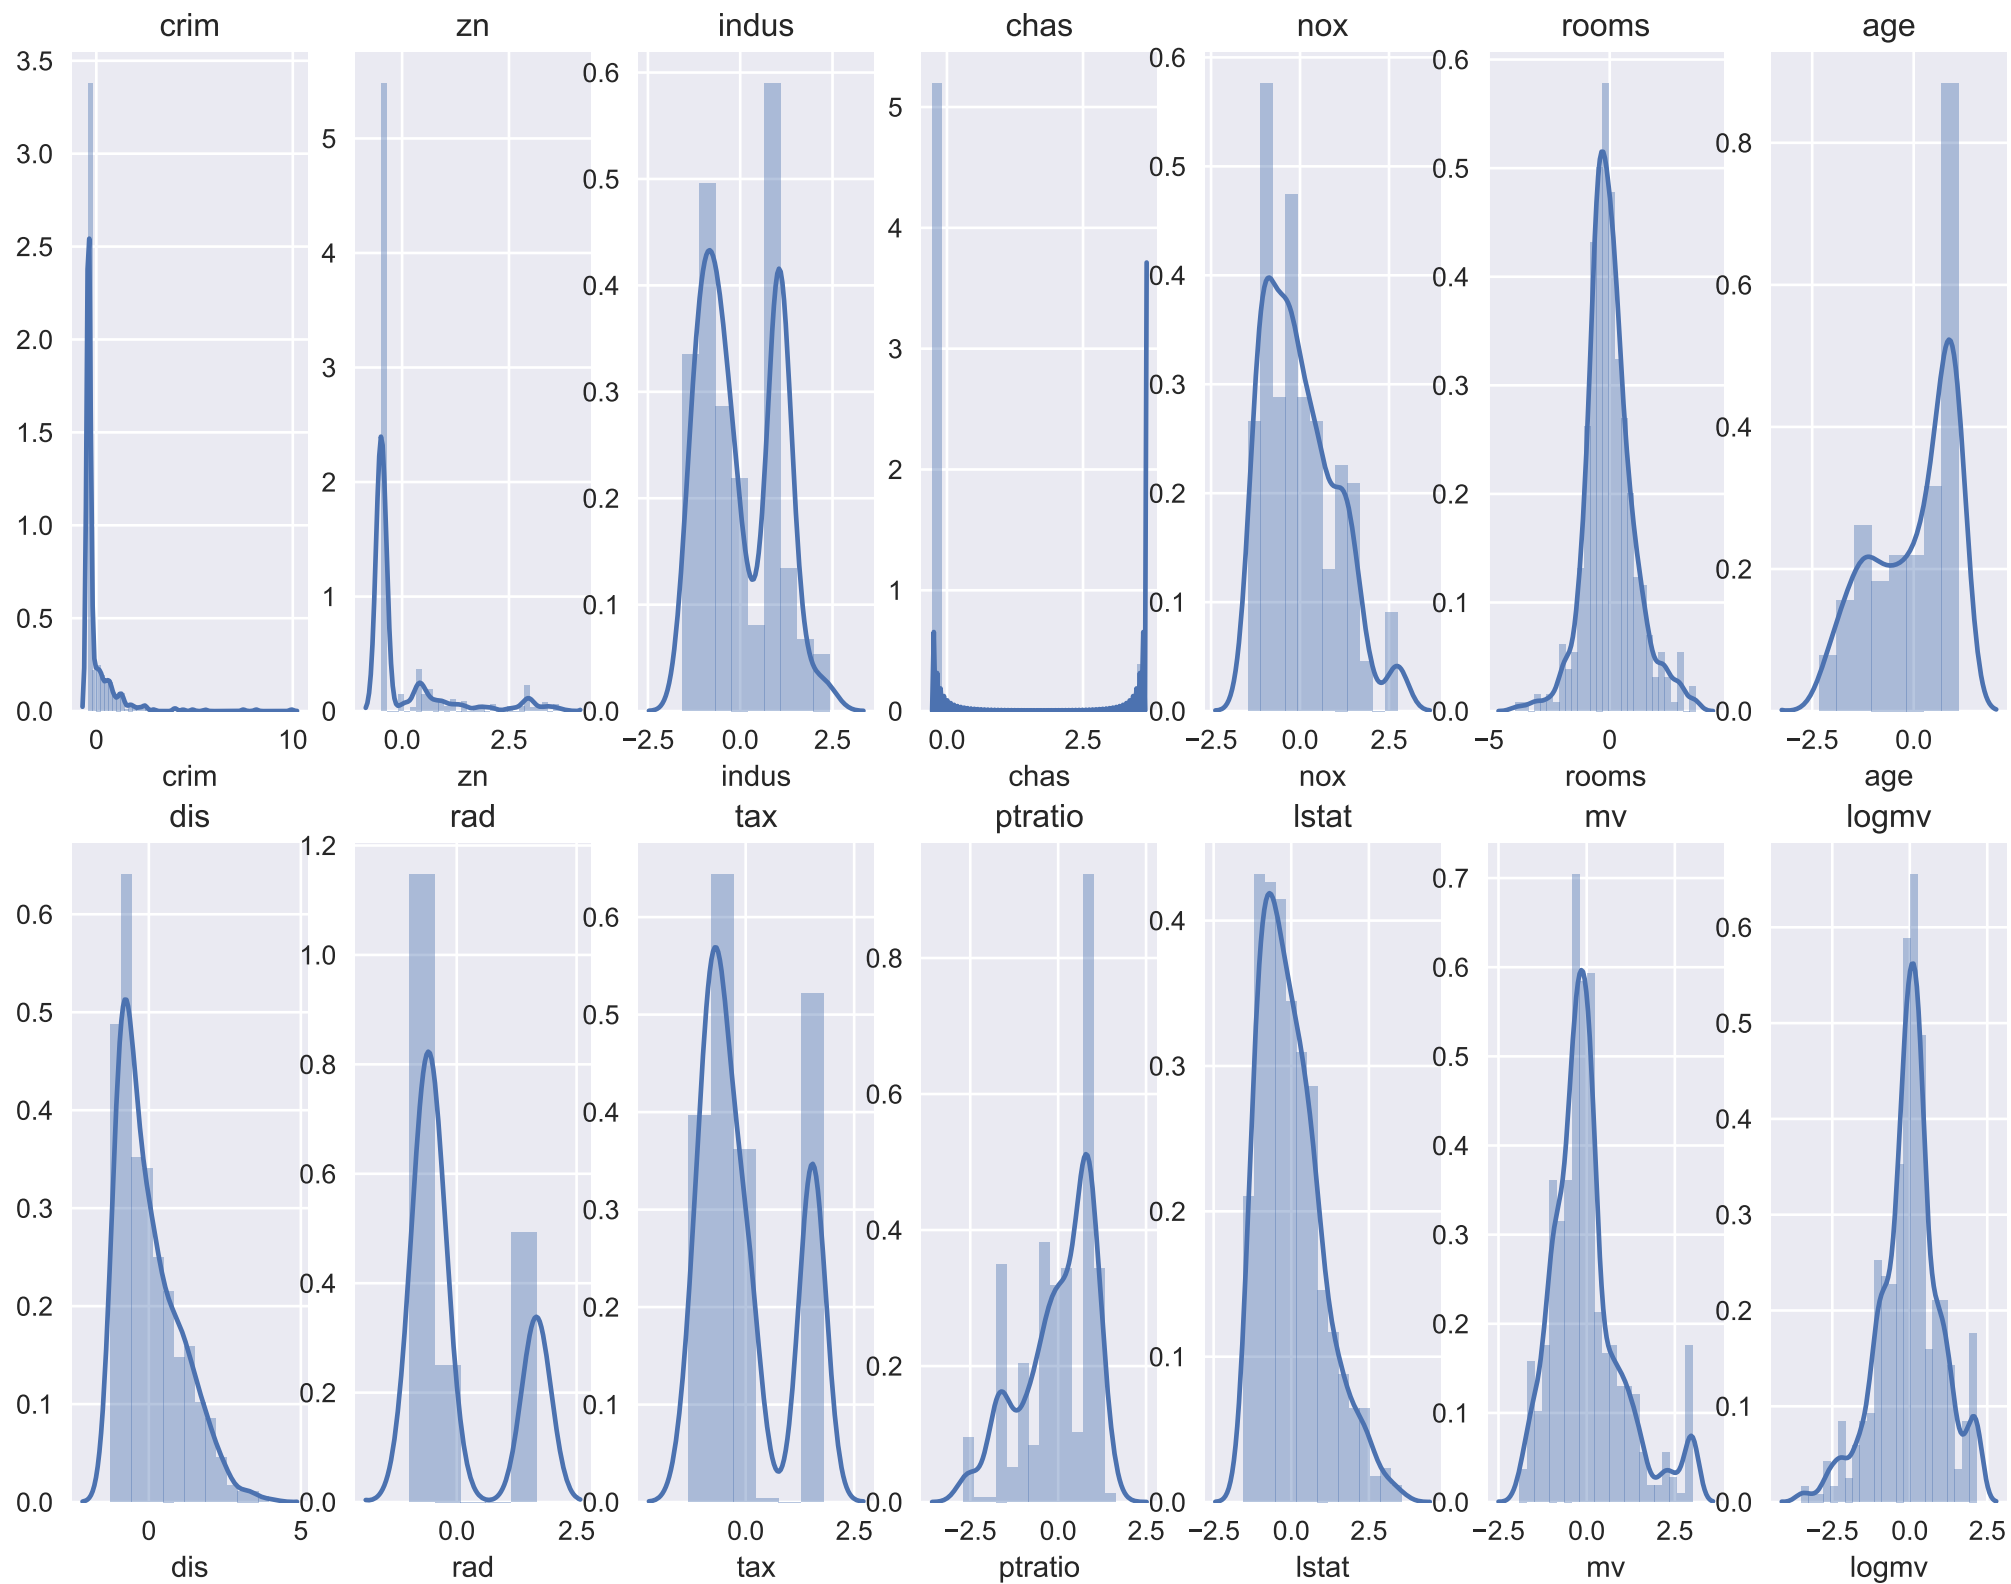 crim zn indus chas nox rooms age
3.5 3.0 2.5 2.0 1.5 1.0 0.5 0.0
5 4 3 2 1 0
0.6 0.5 0.4 0.3 0.2 0.1 0.0
5 4 3 2 1 0
0.6 0.5 0.4 0.3 0.2 0.1 0.0
0.6 0.5 0.4 0.3 0.2 0.1 0.0
0.8 0.6 0.4 0.2 0.0
0 10 0.0 2.5 −2.5 0.0 2.5 0.0 2.5 −2.5 0.0 2.5 −5 0 −2.5 0.0
crim zn indus chas nox rooms age
dis rad tax ptratio lstat mv logmv
0.6 0.5 0.4 0.3 0.2 0.1 0.0
1.2 1.0 0.8 0.6 0.4 0.2 0.0
0.6 0.5 0.4 0.3 0.2 0.1 0.0
0.8 0.6 0.4 0.2 0.0
0.4 0.3 0.2 0.1 0.0
0.7 0.6 0.5 0.4 0.3 0.2 0.1 0.0
0.6 0.5 0.4 0.3 0.2 0.1 0.0
0 5 0.0 2.5 0.0 2.5 −2.5 0.0 2.5 −2.5 0.0 2.5 −2.5 0.0 2.5 −2.5 0.0 2.5
dis rad tax ptratio lstat mv logmv